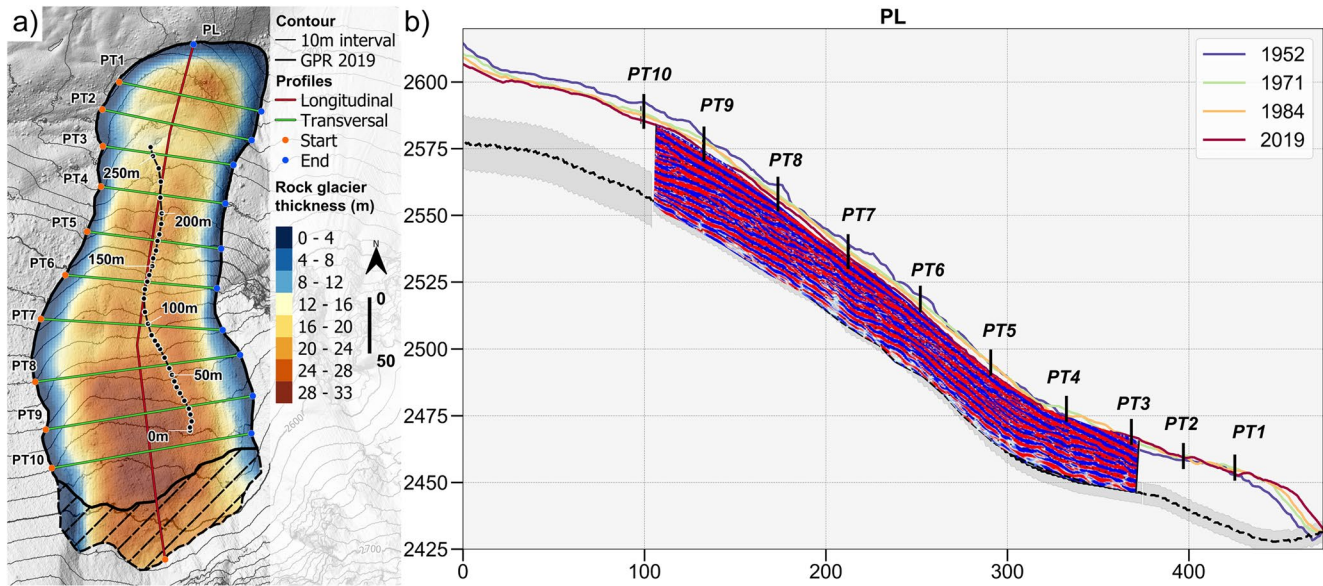 a)
PL
PT1
PT2
PT3
PT4
PT5
PT6
PT7
PT8
PT9
PT10
250m
200m
150m
100m
50m
0m
2600
2700
Contour
10m interval
GPR 2019
Profiles
Longitudinal
Transversal
Start
End
Rock glacier
thickness (m)
0 - 4
4 - 8
8 - 12
12 - 16
16 - 20
20 - 24
24 - 28
28 - 33
N
0
50
b)
PL
1952
1971
1984
2019
PT10
PT9
PT8
PT7
PT6
PT5
PT4
PT3
PT2
PT1
2600
2575
2550
2525
2500
2475
2450
2425
0
100
200
300
400